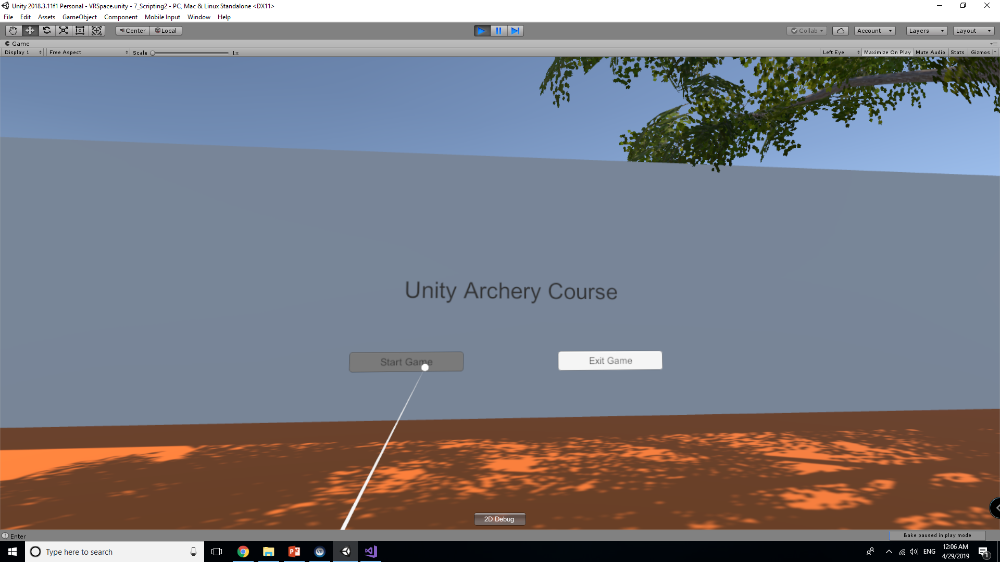 Unity 2018.3.11f1 Personal - VRSpace.unity - 7_Scripting2 - PC, Mac & Linux Standalone <DX11>
File Edit Assets GameObject Component Mobile Input Window Help
Center Local Collab Account Layers Layout
Game
Display 1 Free Aspect Scale 1x Left Eye Maximize On Play Mute Audio Stats Gizmos
Unity Archery Course
Start Game Exit Game
2D Debug
Enter Bake paused in play mode
Type here to search VR ENG 12:06 AM
4/29/2019 1